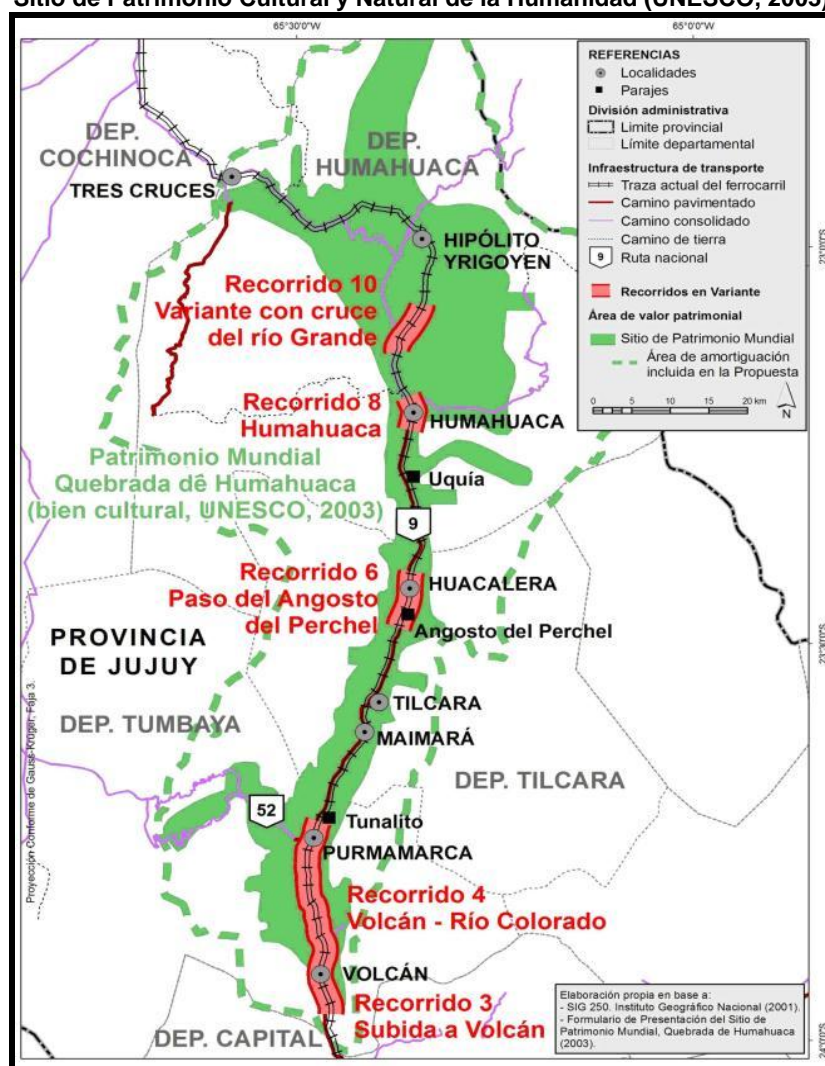 Sitio de Patrimonio Cultural y Natural de la Humanidad (UNESCO, 2003)
65°30'0"W
65°0'0"W
REFERENCIAS
Localidades
Parajes
División administrativa
Limite provincial
Límite departamental
Infraestructura de transporte
Traza actual del ferrocarril
Camino pavimentado
Camino consolidado
Camino de tierra
9 Ruta nacional
Recorridos en Variante
Área de valor patrimonial
Sitio de Patrimonio Mundial
Área de amortiguación
incluida en la Propuesta
0 5 10 15 20 km
N
DEP.
COCHINOCA
DEP.
HUMAHUACA
TRES CRUCES
HIPÓLITO
YRIGOYEN
23°0'0"S
Recorrido 10
Variante con cruce
del río Grande
Recorrido 8
Humahuaca
HUMAHUACA
Patrimonio Mundial
Quebrada de Humahuaca
(bien cultural, UNESCO, 2003)
Uquía
9
Recorrido 6
Paso del Angosto
del Perchel
HUACALERA
Angosto del Perchel
23°30'0"S
PROVINCIA
DE JUJUY
TILCARA
MAIMARÁ
DEP. TUMBAYA
DEP. TILCARA
52
Tunalito
PURMAMARCA
Recorrido 4
Volcán - Río Colorado
VOLCÁN
Recorrido 3
Subida a Volcán
DEP. CAPITAL
Proyección Conforme de Gauss-Krüger, Faja 3.
Elaboración propia en base a:
- SIG 250. Instituto Geográfico Nacional (2001).
- Formulario de Presentación del Sitio de
Patrimonio Mundial, Quebrada de Humahuaca
(2003).
24°0'0"S